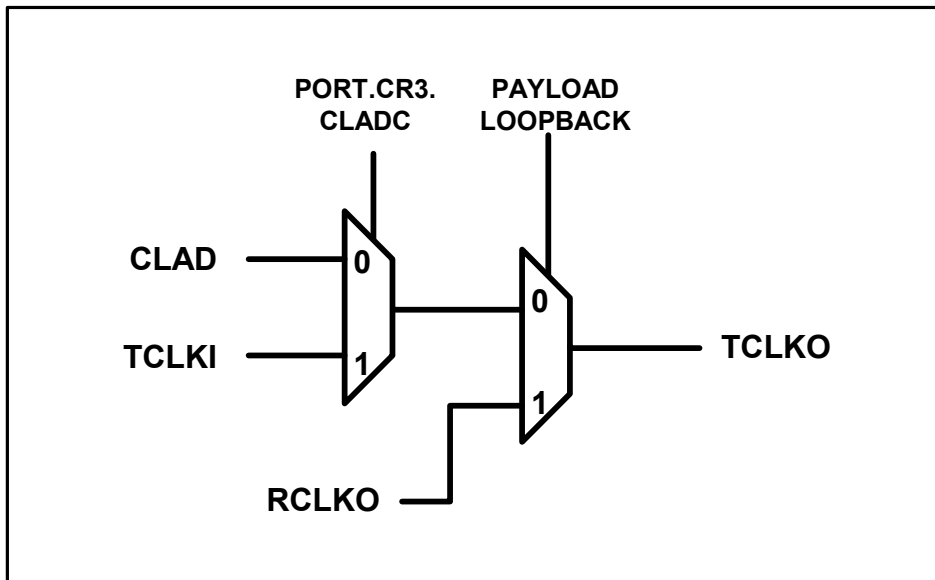 PORT.CR3.
CLADC
PAYLOAD
LOOPBACK
CLAD
0
0
TCLKI
1
TCLKO
1
RCLKO